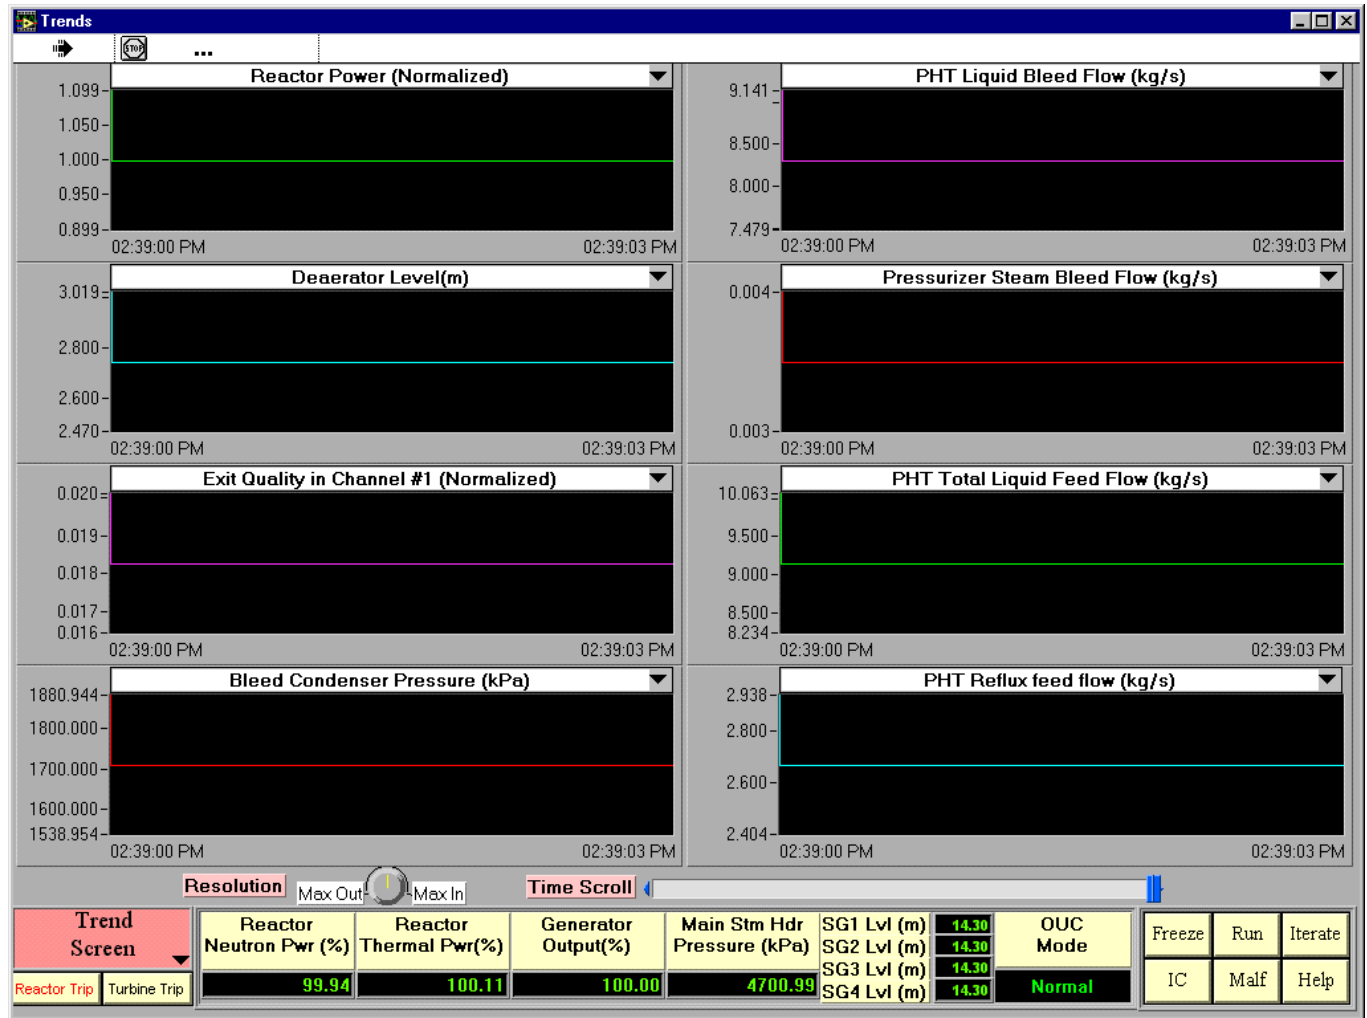 Trends
STOP ...
Reactor Power (Normalized)
1.099
1.050
1.000
0.950
0.899
02:39:00 PM 02:39:03 PM
PHT Liquid Bleed Flow (kg/s)
9.141
8.500
8.000
7.479
02:39:00 PM 02:39:03 PM
Deaerator Level(m)
3.019
2.800
2.600
2.470
02:39:00 PM 02:39:03 PM
Pressurizer Steam Bleed Flow (kg/s)
0.004
0.003
02:39:00 PM 02:39:03 PM
Exit Quality in Channel #1 (Normalized)
0.020
0.019
0.018
0.017
0.016
02:39:00 PM 02:39:03 PM
PHT Total Liquid Feed Flow (kg/s)
10.063
9.500
9.000
8.500
8.234
02:39:00 PM 02:39:03 PM
Bleed Condenser Pressure (kPa)
1880.944
1800.000
1700.000
1600.000
1538.954
02:39:00 PM 02:39:03 PM
PHT Reflux feed flow (kg/s)
2.938
2.800
2.600
2.404
02:39:00 PM 02:39:03 PM
Resolution Max Out Max In Time Scroll
Trend
Screen
Reactor Trip Turbine Trip
Reactor
Neutron Pwr (%)
99.94
Reactor
Thermal Pwr(%)
100.11
Generator
Output(%)
100.00
Main Stm Hdr
Pressure (kPa)
4700.99
SG1 Lvl (m) 14.30
SG2 Lvl (m) 14.30
SG3 Lvl (m) 14.30
SG4 Lvl (m) 14.30
OUC
Mode
Normal
Freeze Run Iterate
IC Malf Help